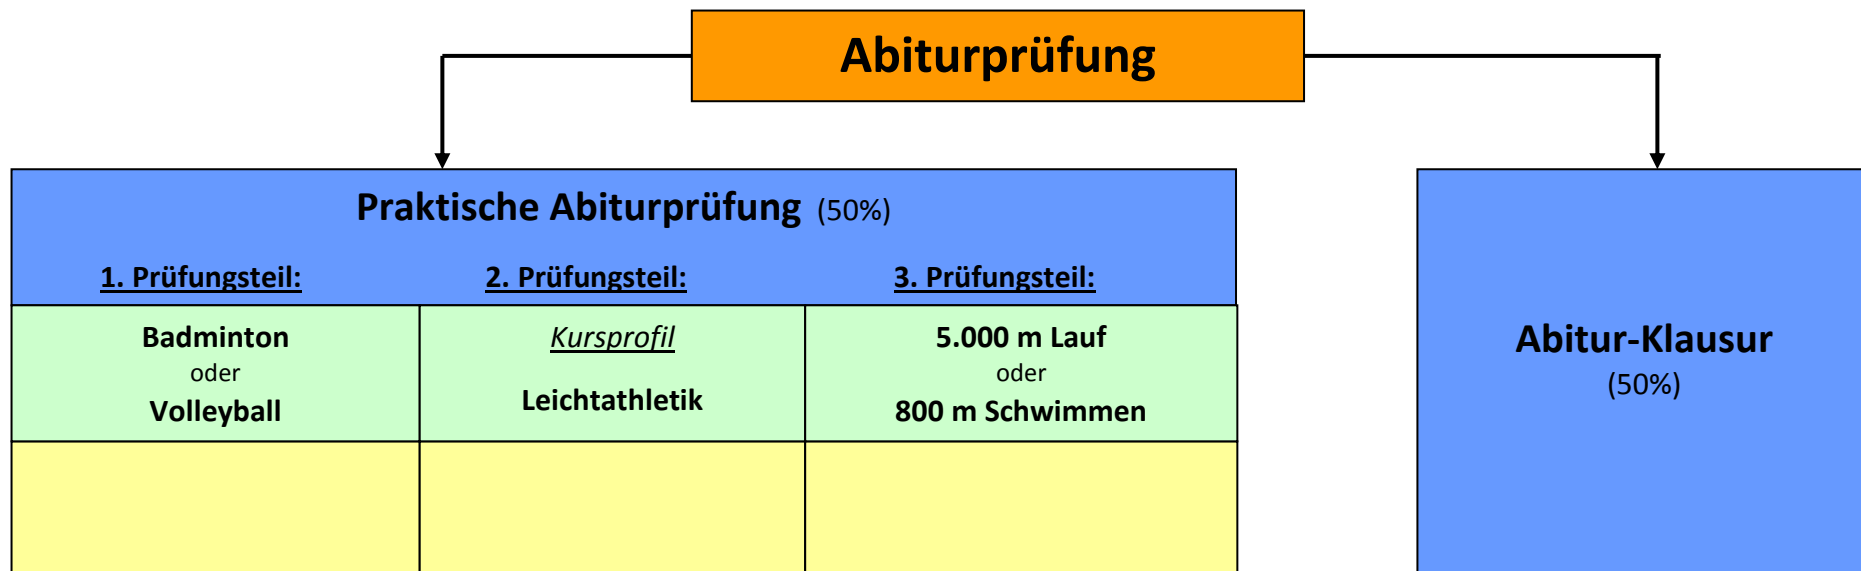 Abiturprüfung
Praktische Abiturprüfung (50%)
1. Prüfungsteil: 2. Prüfungsteil: 3. Prüfungsteil:
Badminton
oder
Volleyball
Kursprofil
Leichtathletik
5.000 m Lauf
oder
800 m Schwimmen
Abitur-Klausur
(50%)